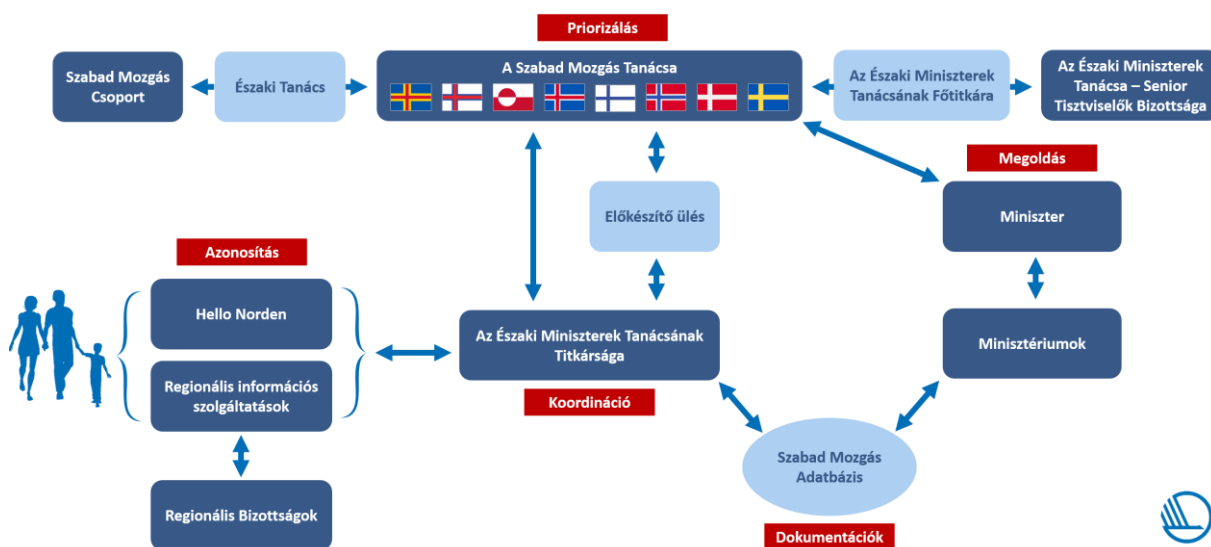 Priorizálás
Szabad Mozgás
Csoport
Északi Tanács
A Szabad Mozgás Tanácsa
Az Északi Miniszterek
Tanácsának Főtitkára
Az Északi Miniszterek
Tanácsa – Senior
Tisztviselők Bizottsága
Megoldás
Miniszter
Előkészítő ülés
Azonosítás
Hello Norden
Az Északi Miniszterek Tanácsának
Titkársága
Minisztériumok
Regionális információs
szolgáltatások
Koordináció
Szabad Mozgás
Adatbázis
Regionális Bizottságok
Dokumentációk